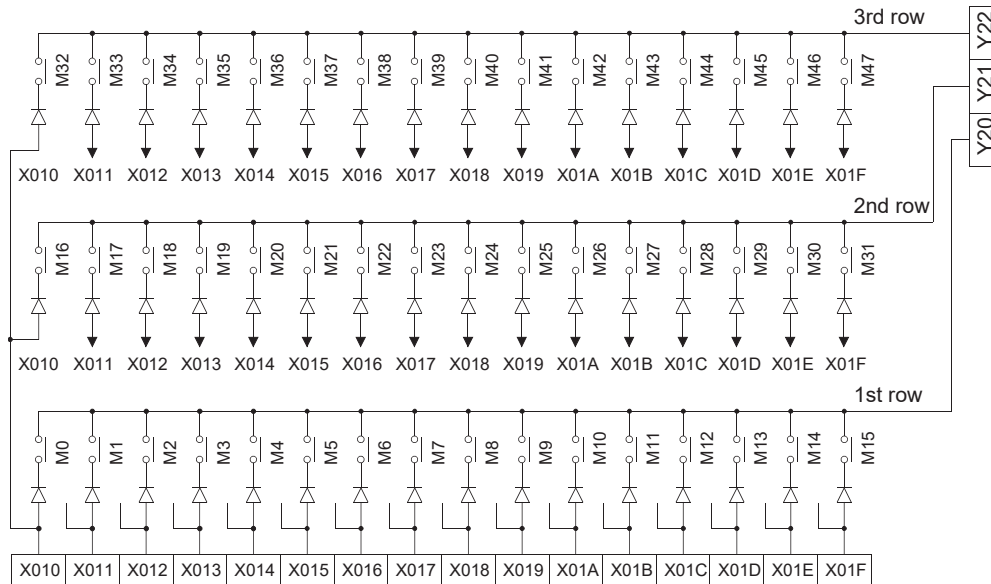 3rd row
Y22
M32 M33 M34 M35 M36 M37 M38 M39 M40 M41 M42 M43 M44 M45 M46 M47
Y21
Y20
X010 X011 X012 X013 X014 X015 X016 X017 X018 X019 X01A X01B X01C X01D X01E X01F
2nd row
M16 M17 M18 M19 M20 M21 M22 M23 M24 M25 M26 M27 M28 M29 M30 M31
X010 X011 X012 X013 X014 X015 X016 X017 X018 X019 X01A X01B X01C X01D X01E X01F
1st row
M0 M1 M2 M3 M4 M5 M6 M7 M8 M9 M10 M11 M12 M13 M14 M15
X010 X011 X012 X013 X014 X015 X016 X017 X018 X019 X01A X01B X01C X01D X01E X01F